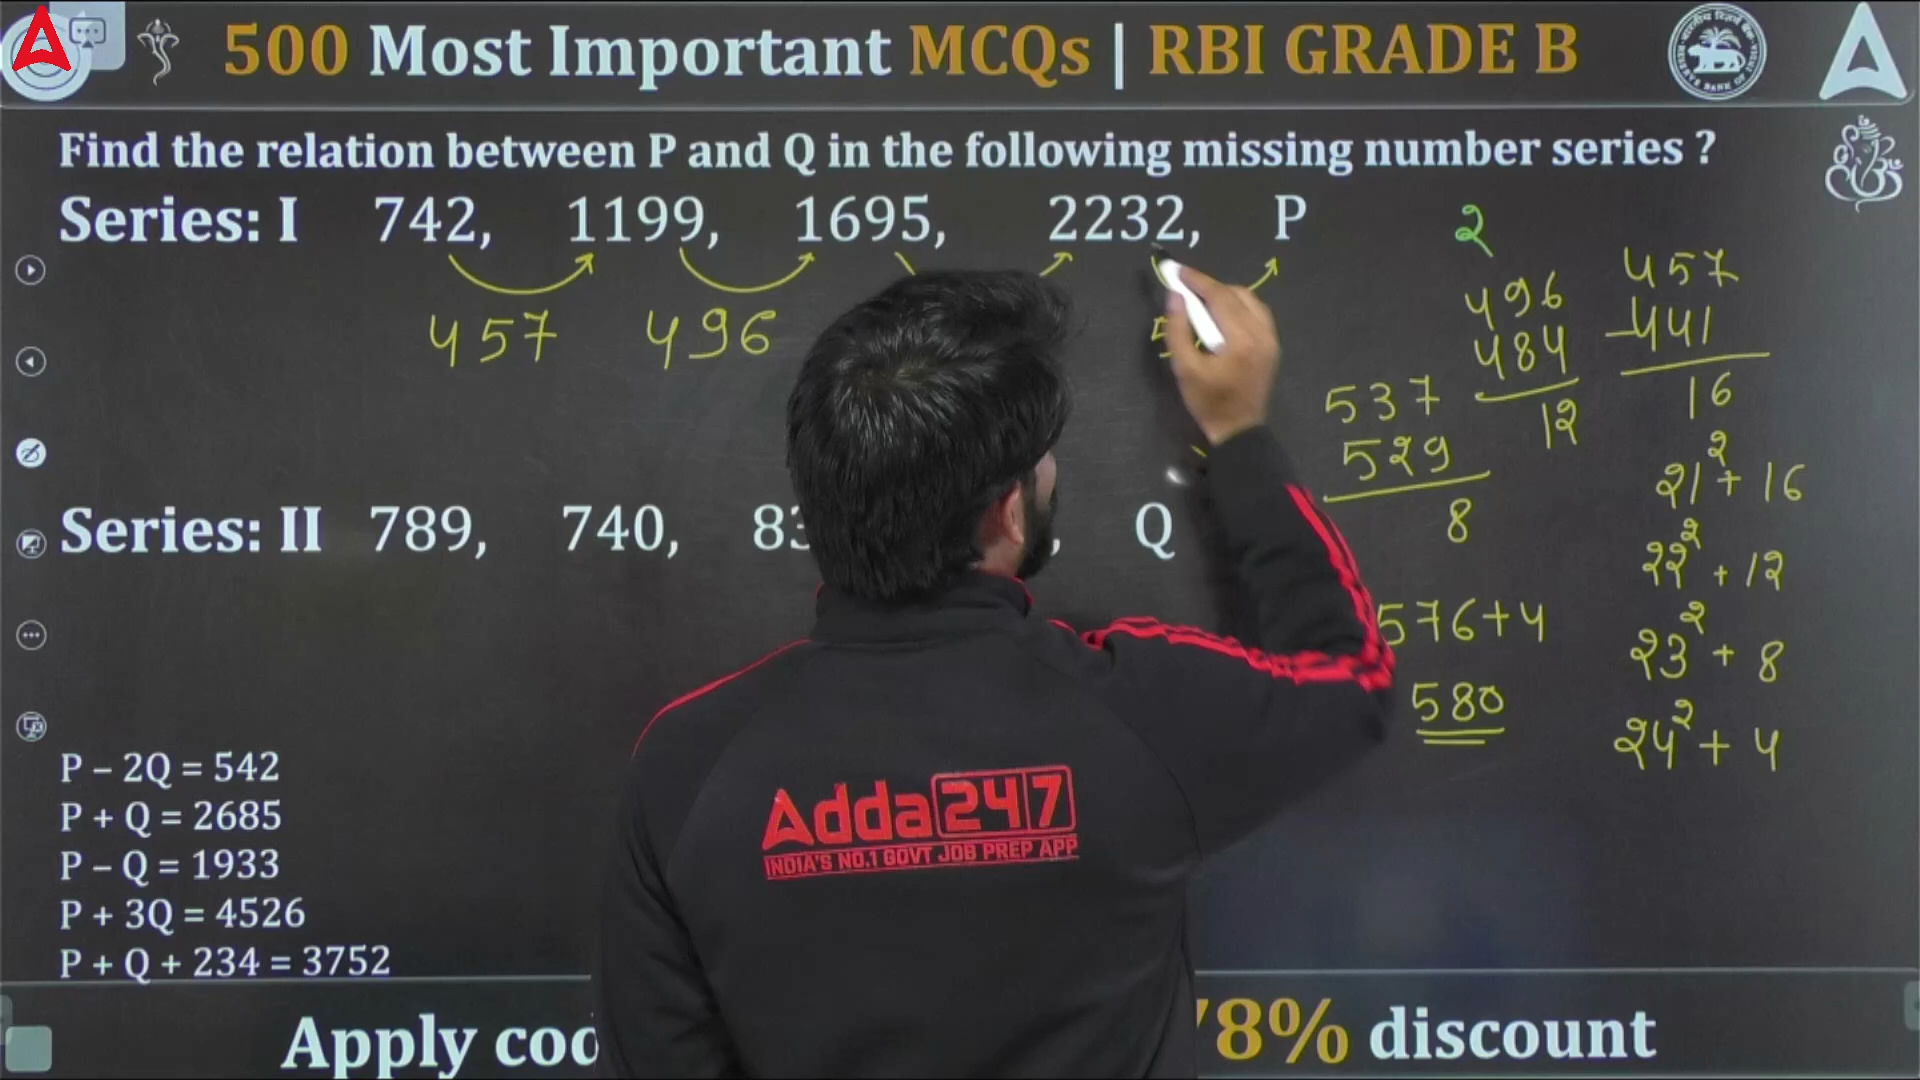 500 Most Important MCQs | RBI GRADE B
Find the relation between P and Q in the following missing number series ?
Series: I 742, 1199, 1695, 2232, P
2
457 496 5
496
484
12
457
-441
16
537
529
8
21² + 16
22² + 12
23² + 8
24² + 4
576+4
580
Series: II 789, 740, 83 , Q
P – 2Q = 542
P + Q = 2685
P – Q = 1933
P + 3Q = 4526
P + Q + 234 = 3752
Adda247
INDIA'S NO.1 GOVT JOB PREP APP
Apply 78% discount